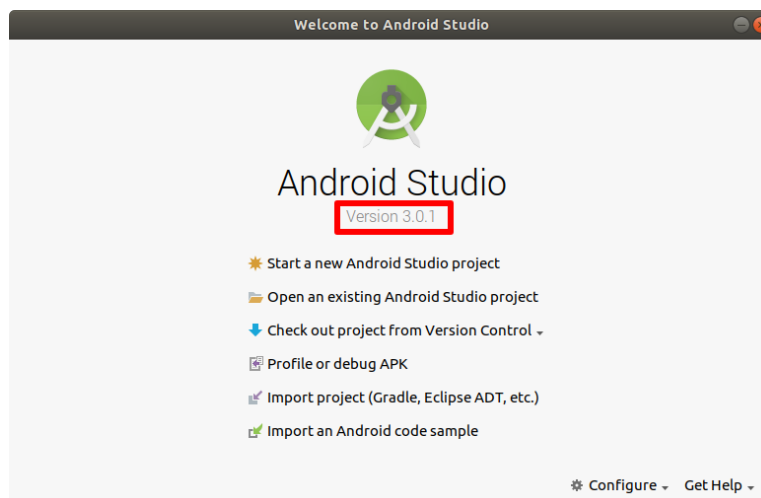 Welcome to Android Studio
Android Studio
Version 3.0.1
Start a new Android Studio project
Open an existing Android Studio project
Check out project from Version Control
Profile or debug APK
Import project (Gradle, Eclipse ADT, etc.)
Import an Android code sample
Configure Get Help